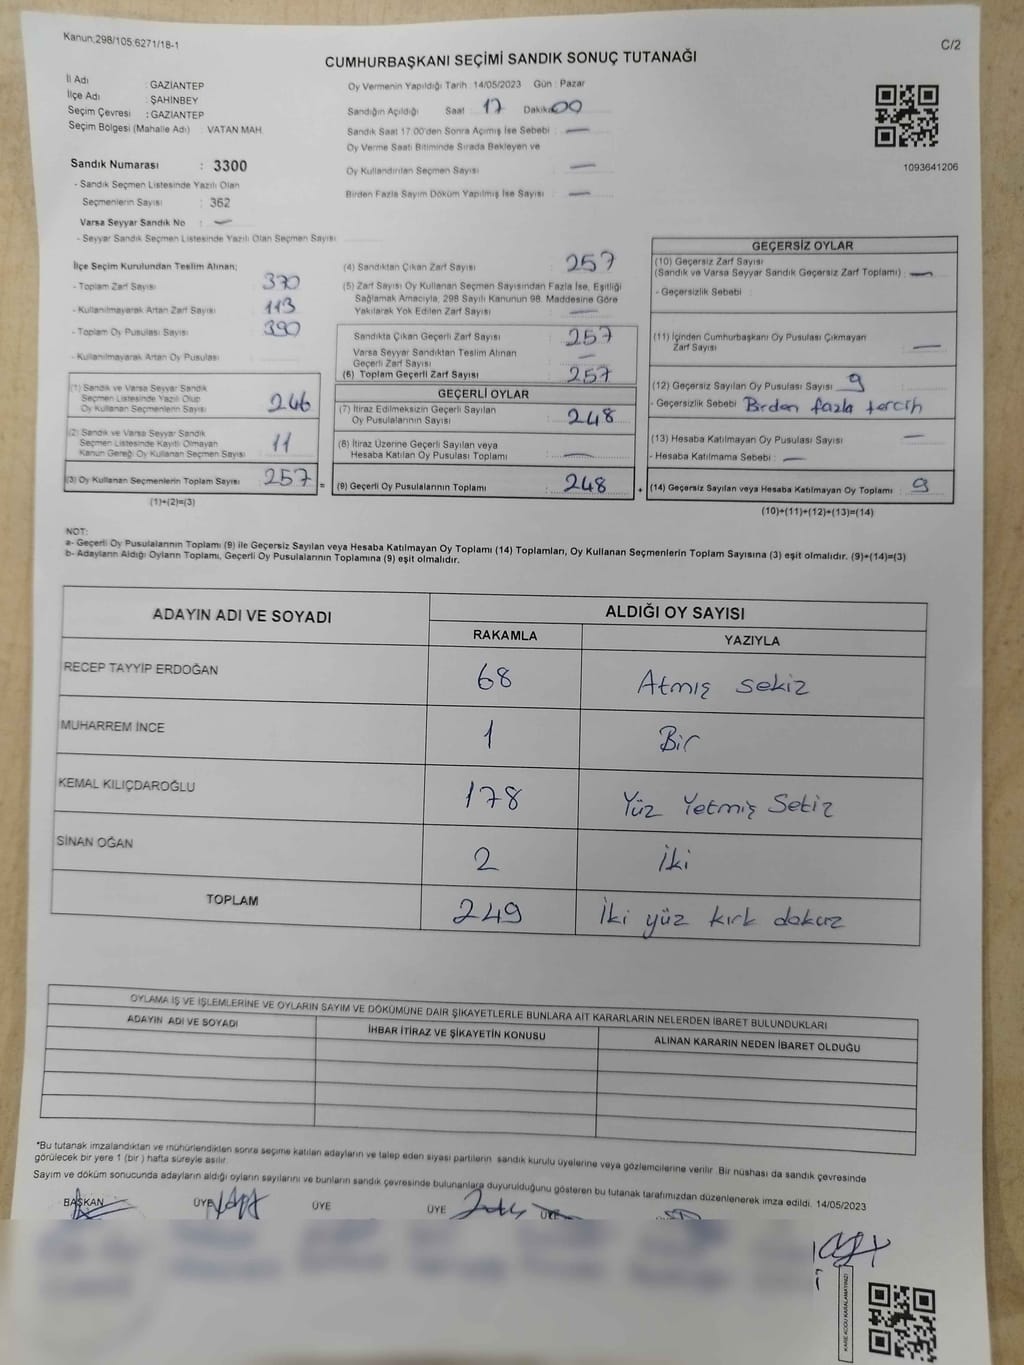 Kanun.298/105.6271/18-1
C/2
CUMHURBAŞKANI SEÇİMİ SANDIK SONUÇ TUTANAĞI
İl Adı : GAZİANTEP
İlçe Adı : ŞAHİNBEY
Seçim Çevresi : GAZİANTEP
Seçim Bölgesi (Mahalle Adı) : VATAN MAH.
Sandık Numarası : 3300
- Sandık Seçmen Listesinde Yazılı Olan
Seçmenlerin Sayısı : 362
Varsa Seyyar Sandık No : —
- Seyyar Sandık Seçmen Listesinde Yazılı Olan Seçmen Sayısı
Oy Vermenin Yapıldığı Tarih : 14/05/2023 Gün : Pazar
Sandığın Açıldığı Saat 17 Dakika 00
Sandık Saat 17.00'den Sonra Açılmış İse Sebebi : —
Oy Verme Saati Bitiminde Sırada Bekleyen ve
Oy Kullandırılan Seçmen Sayısı : —
Birden Fazla Sayım Döküm Yapılmış İse Sayısı : —
1093641206
İlçe Seçim Kurulundan Teslim Alınan;
- Toplam Zarf Sayısı : 370
- Kullanılmayarak Artan Zarf Sayısı : 113
- Toplam Oy Pusulası Sayısı : 390
- Kullanılmayarak Artan Oy Pusulası
(1) Sandık ve Varsa Seyyar Sandık
Seçmen Listesinde Yazılı Olup
Oy Kullanan Seçmenlerin Sayısı : 246
(2) Sandık ve Varsa Seyyar Sandık
Seçmen Listesinde Kayıtlı Olmayan
Kanun Gereği Oy Kullanan Seçmen Sayısı : 11
(3) Oy Kullanan Seçmenlerin Toplam Sayısı : 257 =
(1)+(2)=(3)
(4) Sandıktan Çıkan Zarf Sayısı : 257
(5) Zarf Sayısı Oy Kullanan Seçmen Sayısından Fazla İse, Eşitliği
Sağlamak Amacıyla, 298 Sayılı Kanunun 98. Maddesine Göre
Yakılarak Yok Edilen Zarf Sayısı : —
Sandıkta Çıkan Geçerli Zarf Sayısı : 257
Varsa Seyyar Sandıktan Teslim Alınan
Geçerli Zarf Sayısı : —
(6) Toplam Geçerli Zarf Sayısı : 257
GEÇERLİ OYLAR
(7) İtiraz Edilmeksizin Geçerli Sayılan
Oy Pusulalarının Sayısı : 248
(8) İtiraz Üzerine Geçerli Sayılan veya
Hesaba Katılan Oy Pusulası Toplamı : —
(9) Geçerli Oy Pusulalarının Toplamı : 248 +
GEÇERSİZ OYLAR
(10) Geçersiz Zarf Sayısı
(Sandık ve Varsa Seyyar Sandık Geçersiz Zarf Toplamı) : —
- Geçersizlik Sebebi :
(11) İçinden Cumhurbaşkanı Oy Pusulası Çıkmayan
Zarf Sayısı : —
(12) Geçersiz Sayılan Oy Pusulası Sayısı : 9
- Geçersizlik Sebebi : Birden fazla tercih
(13) Hesaba Katılmayan Oy Pusulası Sayısı : —
- Hesaba Katılmama Sebebi : —
(14) Geçersiz Sayılan veya Hesaba Katılmayan Oy Toplamı : 9
(10)+(11)+(12)+(13)=(14)
NOT:
a- Geçerli Oy Pusulalarının Toplamı (9) ile Geçersiz Sayılan veya Hesaba Katılmayan Oy Toplamı (14) Toplamları, Oy Kullanan Seçmenlerin Toplam Sayısına (3) eşit olmalıdır. (9)+(14)=(3)
b- Adayların Aldığı Oyların Toplamı, Geçerli Oy Pusulalarının Toplamına (9) eşit olmalıdır.
ADAYIN ADI VE SOYADI
ALDIĞI OY SAYISI
RAKAMLA YAZIYLA
RECEP TAYYİP ERDOĞAN 68 Atmış sekiz
MUHARREM İNCE 1 Bir
KEMAL KILIÇDAROĞLU 178 Yüz Yetmiş Sekiz
SİNAN OĞAN 2 İki
TOPLAM 249 İki yüz kırk dokuz
OYLAMA İŞ VE İŞLEMLERİNE VE OYLARIN SAYIM VE DÖKÜMÜNE DAİR ŞİKAYETLERLE BUNLARA AİT KARARLARIN NELERDEN İBARET BULUNDUKLARI
ADAYIN ADI VE SOYADI İHBAR İTİRAZ VE ŞİKAYETİN KONUSU ALINAN KARARIN NEDEN İBARET OLDUĞU
*Bu tutanak imzalandıktan ve mühürlendikten sonra seçime katılan adayların ve talep eden siyasi partilerin sandık kurulu üyelerine veya gözlemcilerine verilir. Bir nüshası da sandık çevresinde
görülecek bir yere 1 (bir) hafta süreyle asılır.
Sayım ve döküm sonucunda adayların aldığı oyların sayılarını ve bunların sandık çevresinde bulunanlara duyurulduğunu gösteren bu tutanak tarafımızdan düzenlenerek imza edildi. 14/05/2023
BAŞKAN ÜYE ÜYE ÜYE ÜYE
KARE KODU KARALAMAYINIZ!